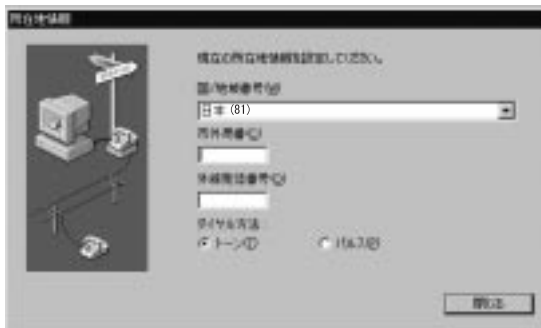 所在地情報
現在の所在地情報を設定してください。
国/地域番号(W)
日本 (81)
市外局番(C)
外線発信番号(O)
ダイヤル方法:
トーン(T) パルス(P)
閉じる